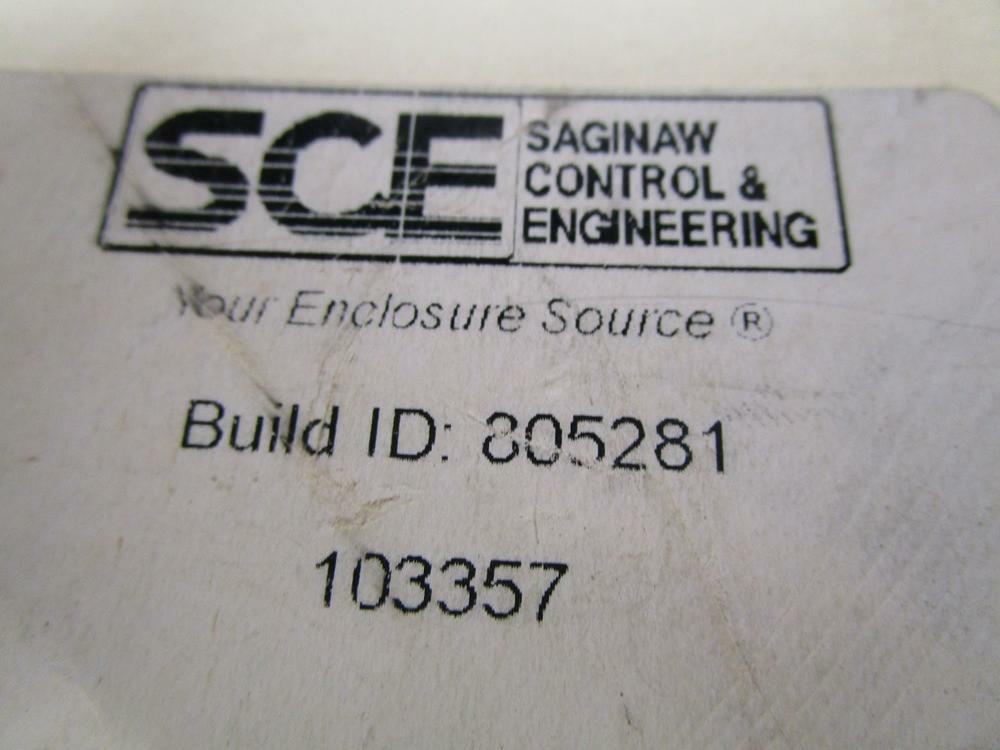 SCE
SAGINAW
CONTROL &
ENGINEERING
Your Enclosure Source ®
Build ID: 805281
103357